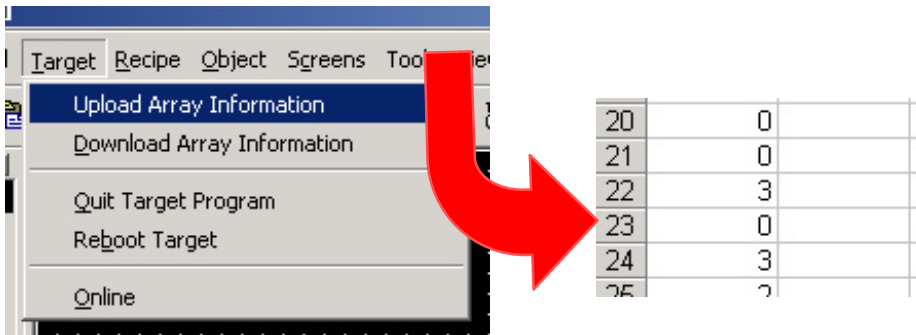 Target Recipe Object Screens
Upload Array Information
Download Array Information
Quit Target Program
Reboot Target
Online
20 0
21 0
22 3
23 0
24 3